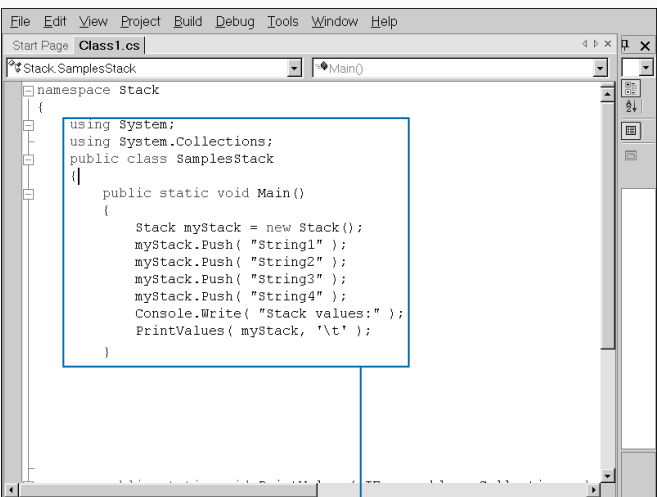 File Edit View Project Build Debug Tools Window Help
Start Page Class1.cs
Stack.SamplesStack Main()
namespace Stack
{
using System;
using System.Collections;
public class SamplesStack
{
public static void Main()
{
Stack myStack = new Stack();
myStack.Push( "String1" );
myStack.Push( "String2" );
myStack.Push( "String3" );
myStack.Push( "String4" );
Console.Write( "Stack values:" );
PrintValues( myStack, '\t' );
}